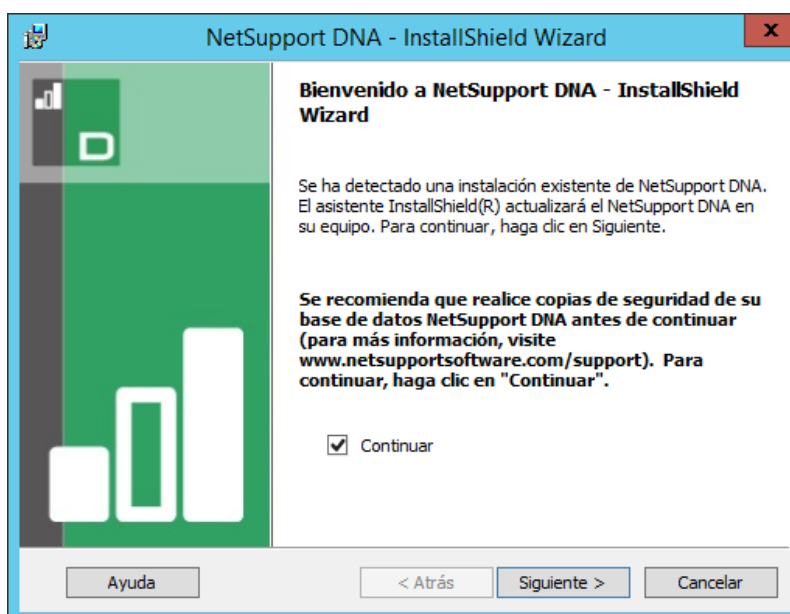 NetSupport DNA - InstallShield Wizard
x
D
Bienvenido a NetSupport DNA - InstallShield
Wizard
Se ha detectado una instalación existente de NetSupport DNA.
El asistente InstallShield(R) actualizará el NetSupport DNA en
su equipo. Para continuar, haga clic en Siguiente.
Se recomienda que realice copias de seguridad de su
base de datos NetSupport DNA antes de continuar
(para más información, visite
www.netsupportsoftware.com/support). Para
continuar, haga clic en "Continuar".
Continuar
Ayuda
< Atrás
Siguiente >
Cancelar